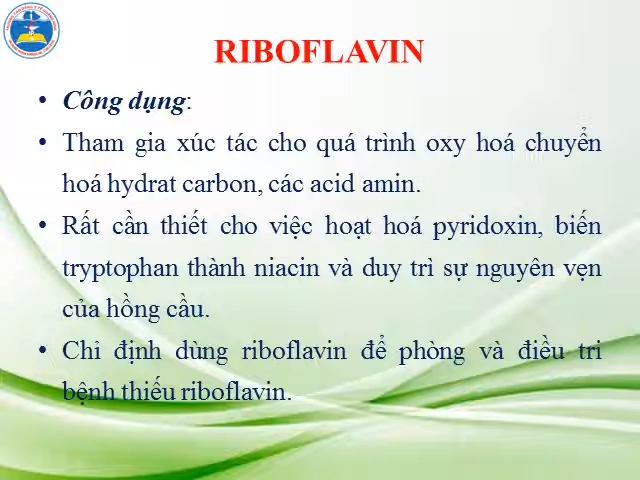 RIBOFLAVIN
• Công dụng:
• Tham gia xúc tác cho quá trình oxy hoá chuyển
hoá hydrat carbon, các acid amin.
• Rất cần thiết cho việc hoạt hoá pyridoxin, biến
tryptophan thành niacin và duy trì sự nguyên vẹn
của hồng cầu.
• Chỉ định dùng riboflavin để phòng và điều tri
bệnh thiếu riboflavin.